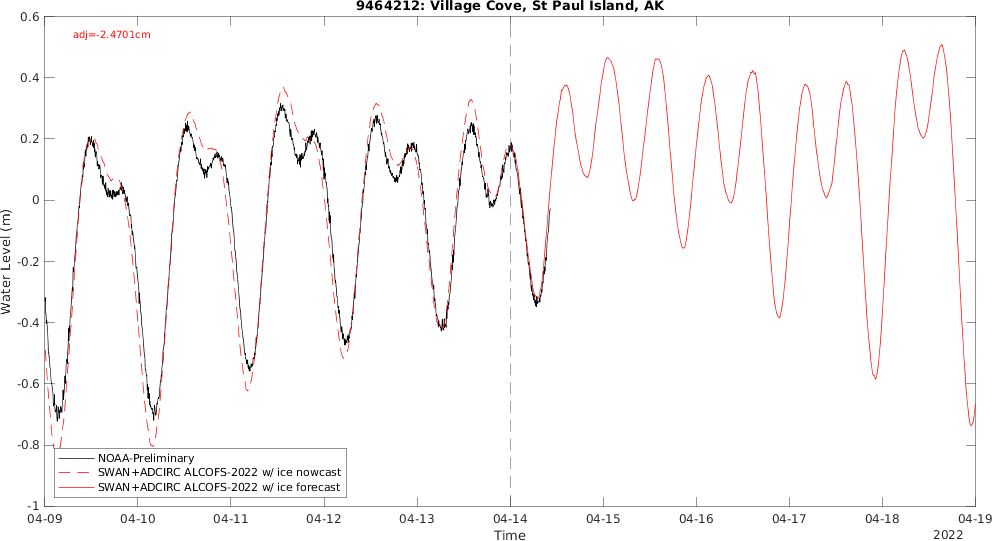 9464212: Village Cove, St Paul Island, AK
adj=-2.4701cm
0.6
0.4
0.2
0
-0.2
-0.4
-0.6
-0.8
-1
Water Level (m)
NOAA-Preliminary
SWAN+ADCIRC ALCOFS-2022 w/ ice nowcast
SWAN+ADCIRC ALCOFS-2022 w/ ice forecast
04-09 04-10 04-11 04-12 04-13 04-14 04-15 04-16 04-17 04-18 04-19
Time
2022